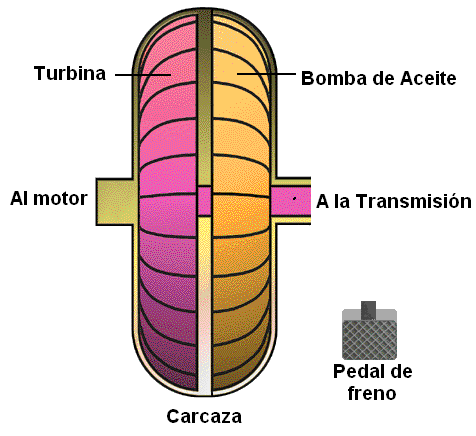 Turbina
Bomba de Aceite
Al motor
A la Transmisión
Pedal de
freno
Carcaza